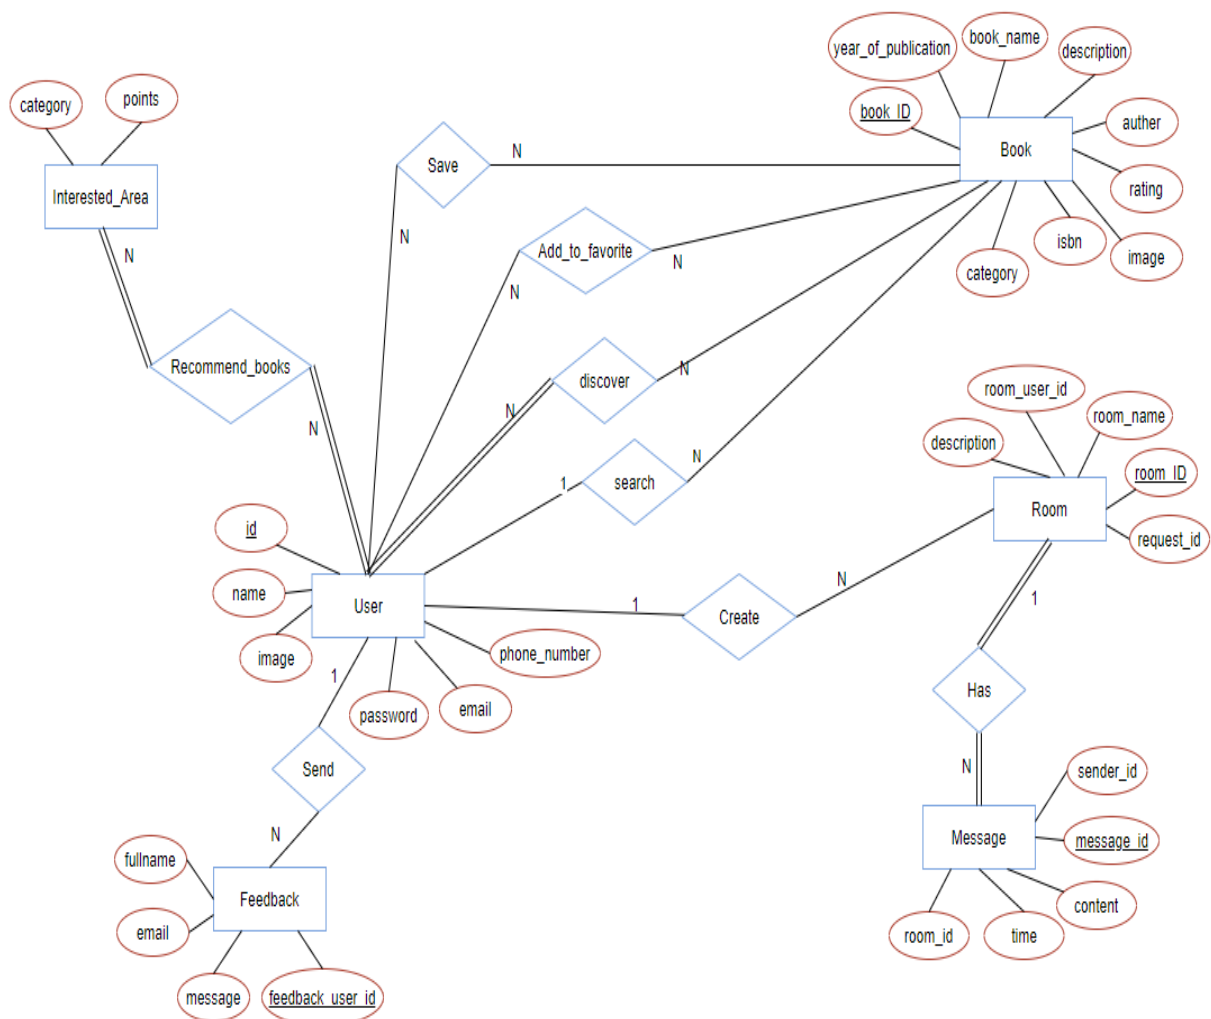 book_name
year_of_publication
description
points
category
book_ID
auther
Save
N
Book
Interested_Area
rating
N
isbn
N
Add_to_favorite
image
N
category
N
Recommend_books
discover
N
room_user_id
N
room_name
N
description
N
room_ID
1
search
Room
id
request_id
N
name
User
1
1
Create
image
phone_number
1
Has
password
email
Send
N
sender_id
N
Message
message_id
fullname
Feedback
content
email
room_id
time
message
feedback_user_id